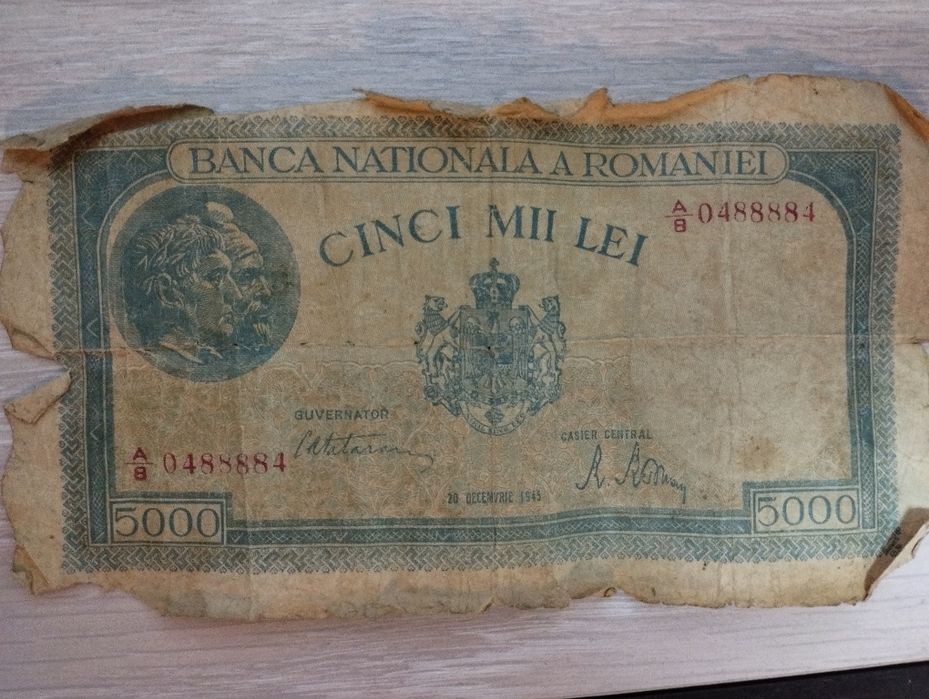 BANCA NATIONALA A ROMANIEI
CINCI MII LEI
A/8 0488884
GUVERNATOR
CASIER CENTRAL
A/8 0488884
20 DECEMVRIE 1945
5000
5000